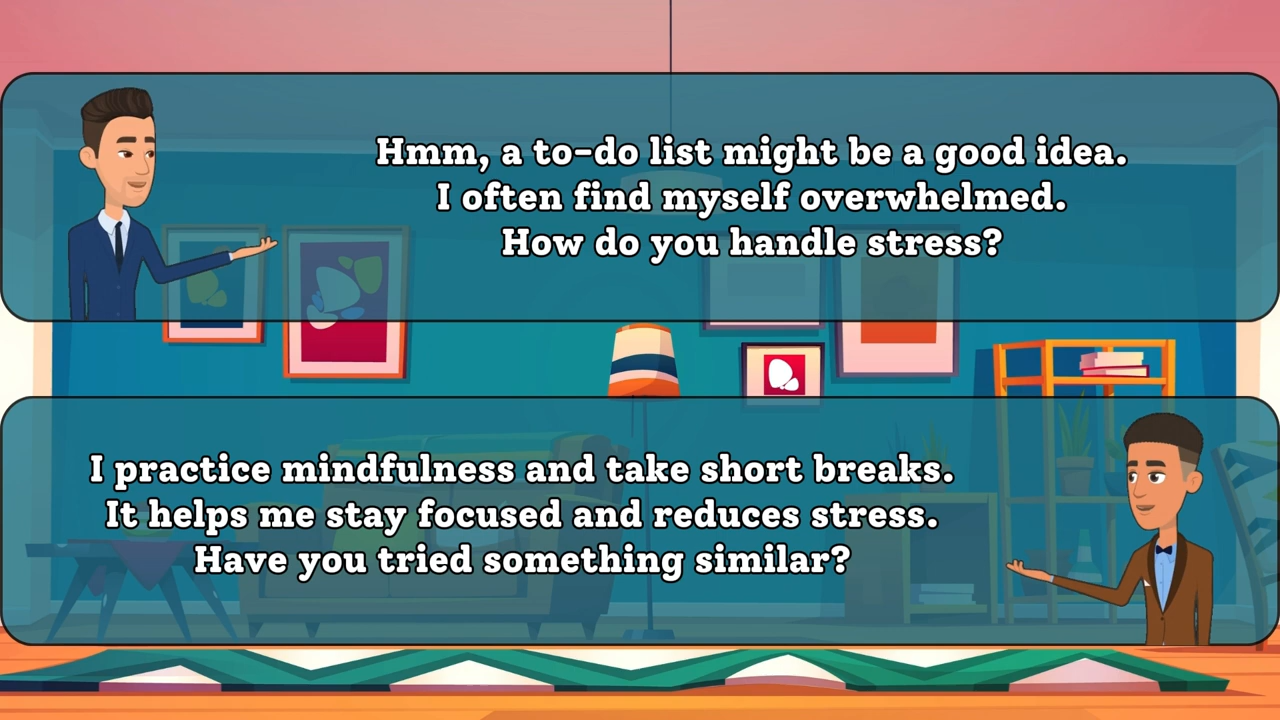 Hmm, a to-do list might be a good idea.
I often find myself overwhelmed.
How do you handle stress?
I practice mindfulness and take short breaks.
It helps me stay focused and reduces stress.
Have you tried something similar?